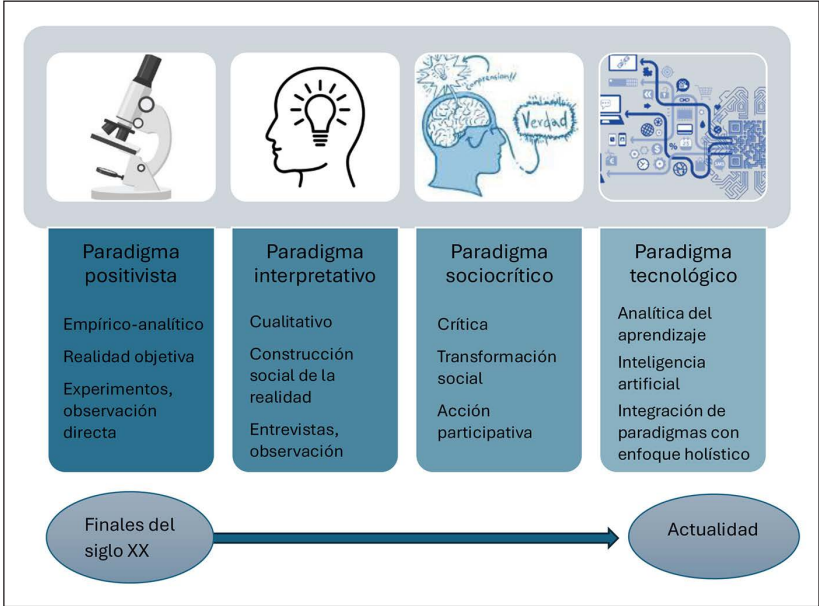 comprension!!
Verdad
Paradigma
positivista
Empírico-analítico
Realidad objetiva
Experimentos,
observación
directa
Paradigma
interpretativo
Cualitativo
Construcción
social de la
realidad
Entrevistas,
observación
Paradigma
sociocrítico
Crítica
Transformación
social
Acción
participativa
Paradigma
tecnológico
Analítica del
aprendizaje
Inteligencia
artificial
Integración de
paradigmas con
enfoque holístico
Finales del
siglo XX
Actualidad